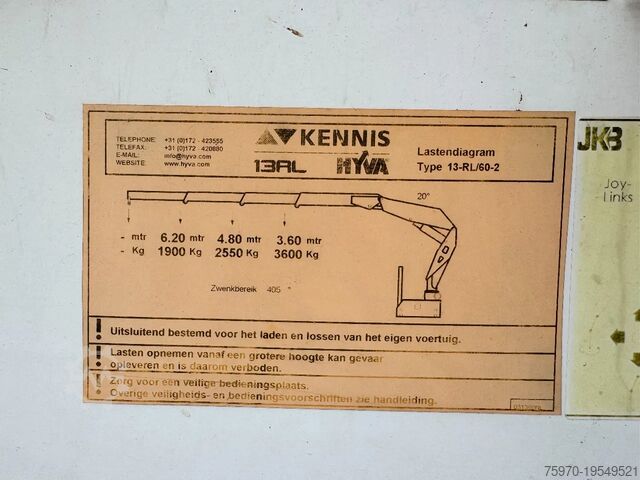 TELEPHONE: +31 (0)172 - 423555
TELEFAX: +31 (0)172 - 420880
E-MAIL: info@hyva.com
WEBSITE: www.hyva.com
KENNIS
13RL HYVA
Lastendiagram
Type 13-RL/60-2
20°
- mtr 6.20 mtr 4.80 mtr 3.60 mtr
- Kg 1900 Kg 2550 Kg 3600 Kg
Zwenkbereik 405 °
! Uitsluitend bestemd voor het laden en lossen van het eigen voertuig.
! Lasten opnemen vanaf een grotere hoogte kan gevaar
opleveren en is daarom verboden.
! Zorg voor een veilige bedieningsplaats.
Overige veiligheids- en bedieningsvoorschriften zie handleiding.
JKB
Joy-
Links
75970-19549521